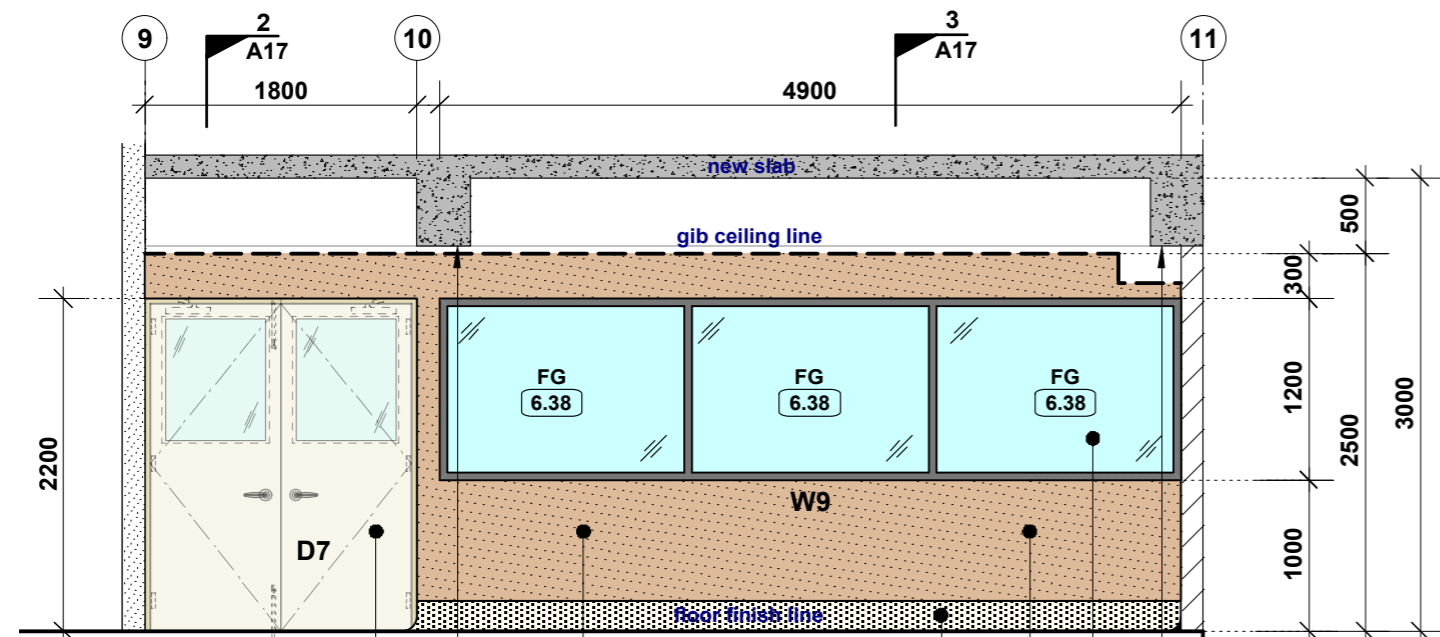 9
2
A17
10
3
A17
11
1800
4900
new slab
gib ceiling line
500
300
FG
6.38
FG
6.38
FG
6.38
1200
2500
3000
2200
W9
D7
1000
floor finish line